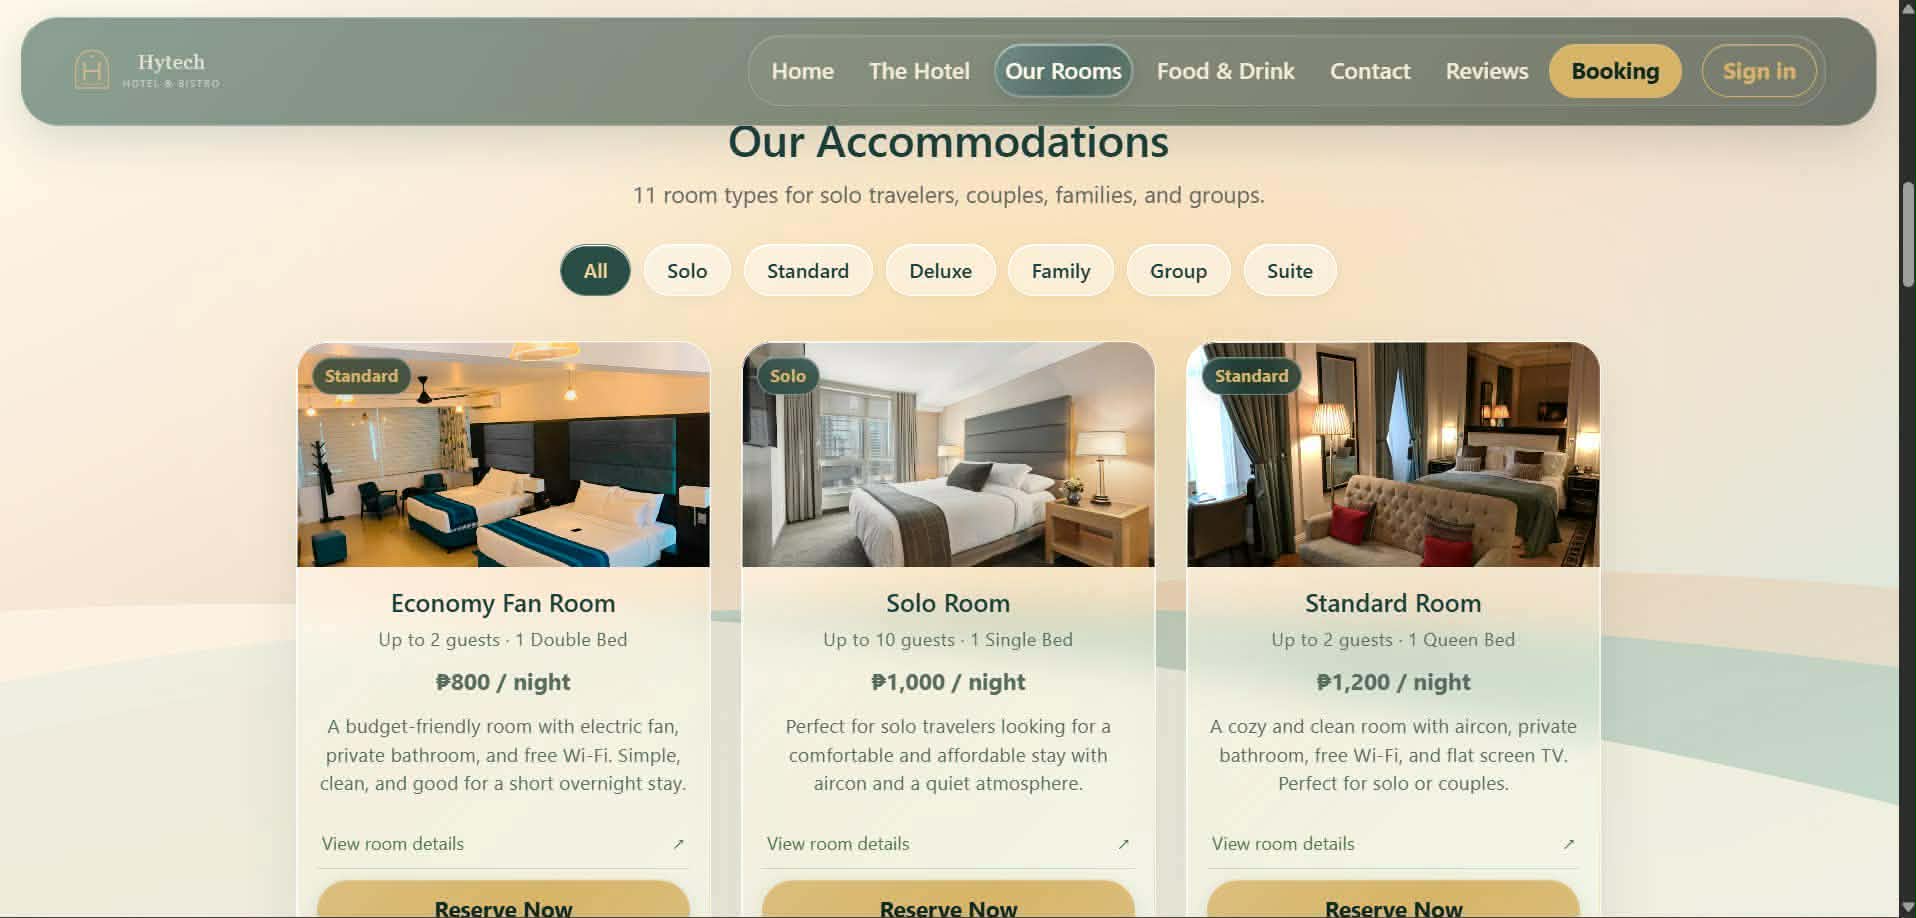 Hytech
HOTEL & BISTRO
Home
The Hotel
Our Rooms
Food & Drink
Contact
Reviews
Booking
Sign in
Our Accommodations
11 room types for solo travelers, couples, families, and groups.
All
Solo
Standard
Deluxe
Family
Group
Suite
Standard
Economy Fan Room
Up to 2 guests · 1 Double Bed
₱800 / night
A budget-friendly room with electric fan,
private bathroom, and free Wi-Fi. Simple,
clean, and good for a short overnight stay.
View room details ↗
Reserve Now
Solo
Solo Room
Up to 10 guests · 1 Single Bed
₱1,000 / night
Perfect for solo travelers looking for a
comfortable and affordable stay with
aircon and a quiet atmosphere.
View room details ↗
Reserve Now
Standard
Standard Room
Up to 2 guests · 1 Queen Bed
₱1,200 / night
A cozy and clean room with aircon, private
bathroom, free Wi-Fi, and flat screen TV.
Perfect for solo or couples.
View room details ↗
Reserve Now